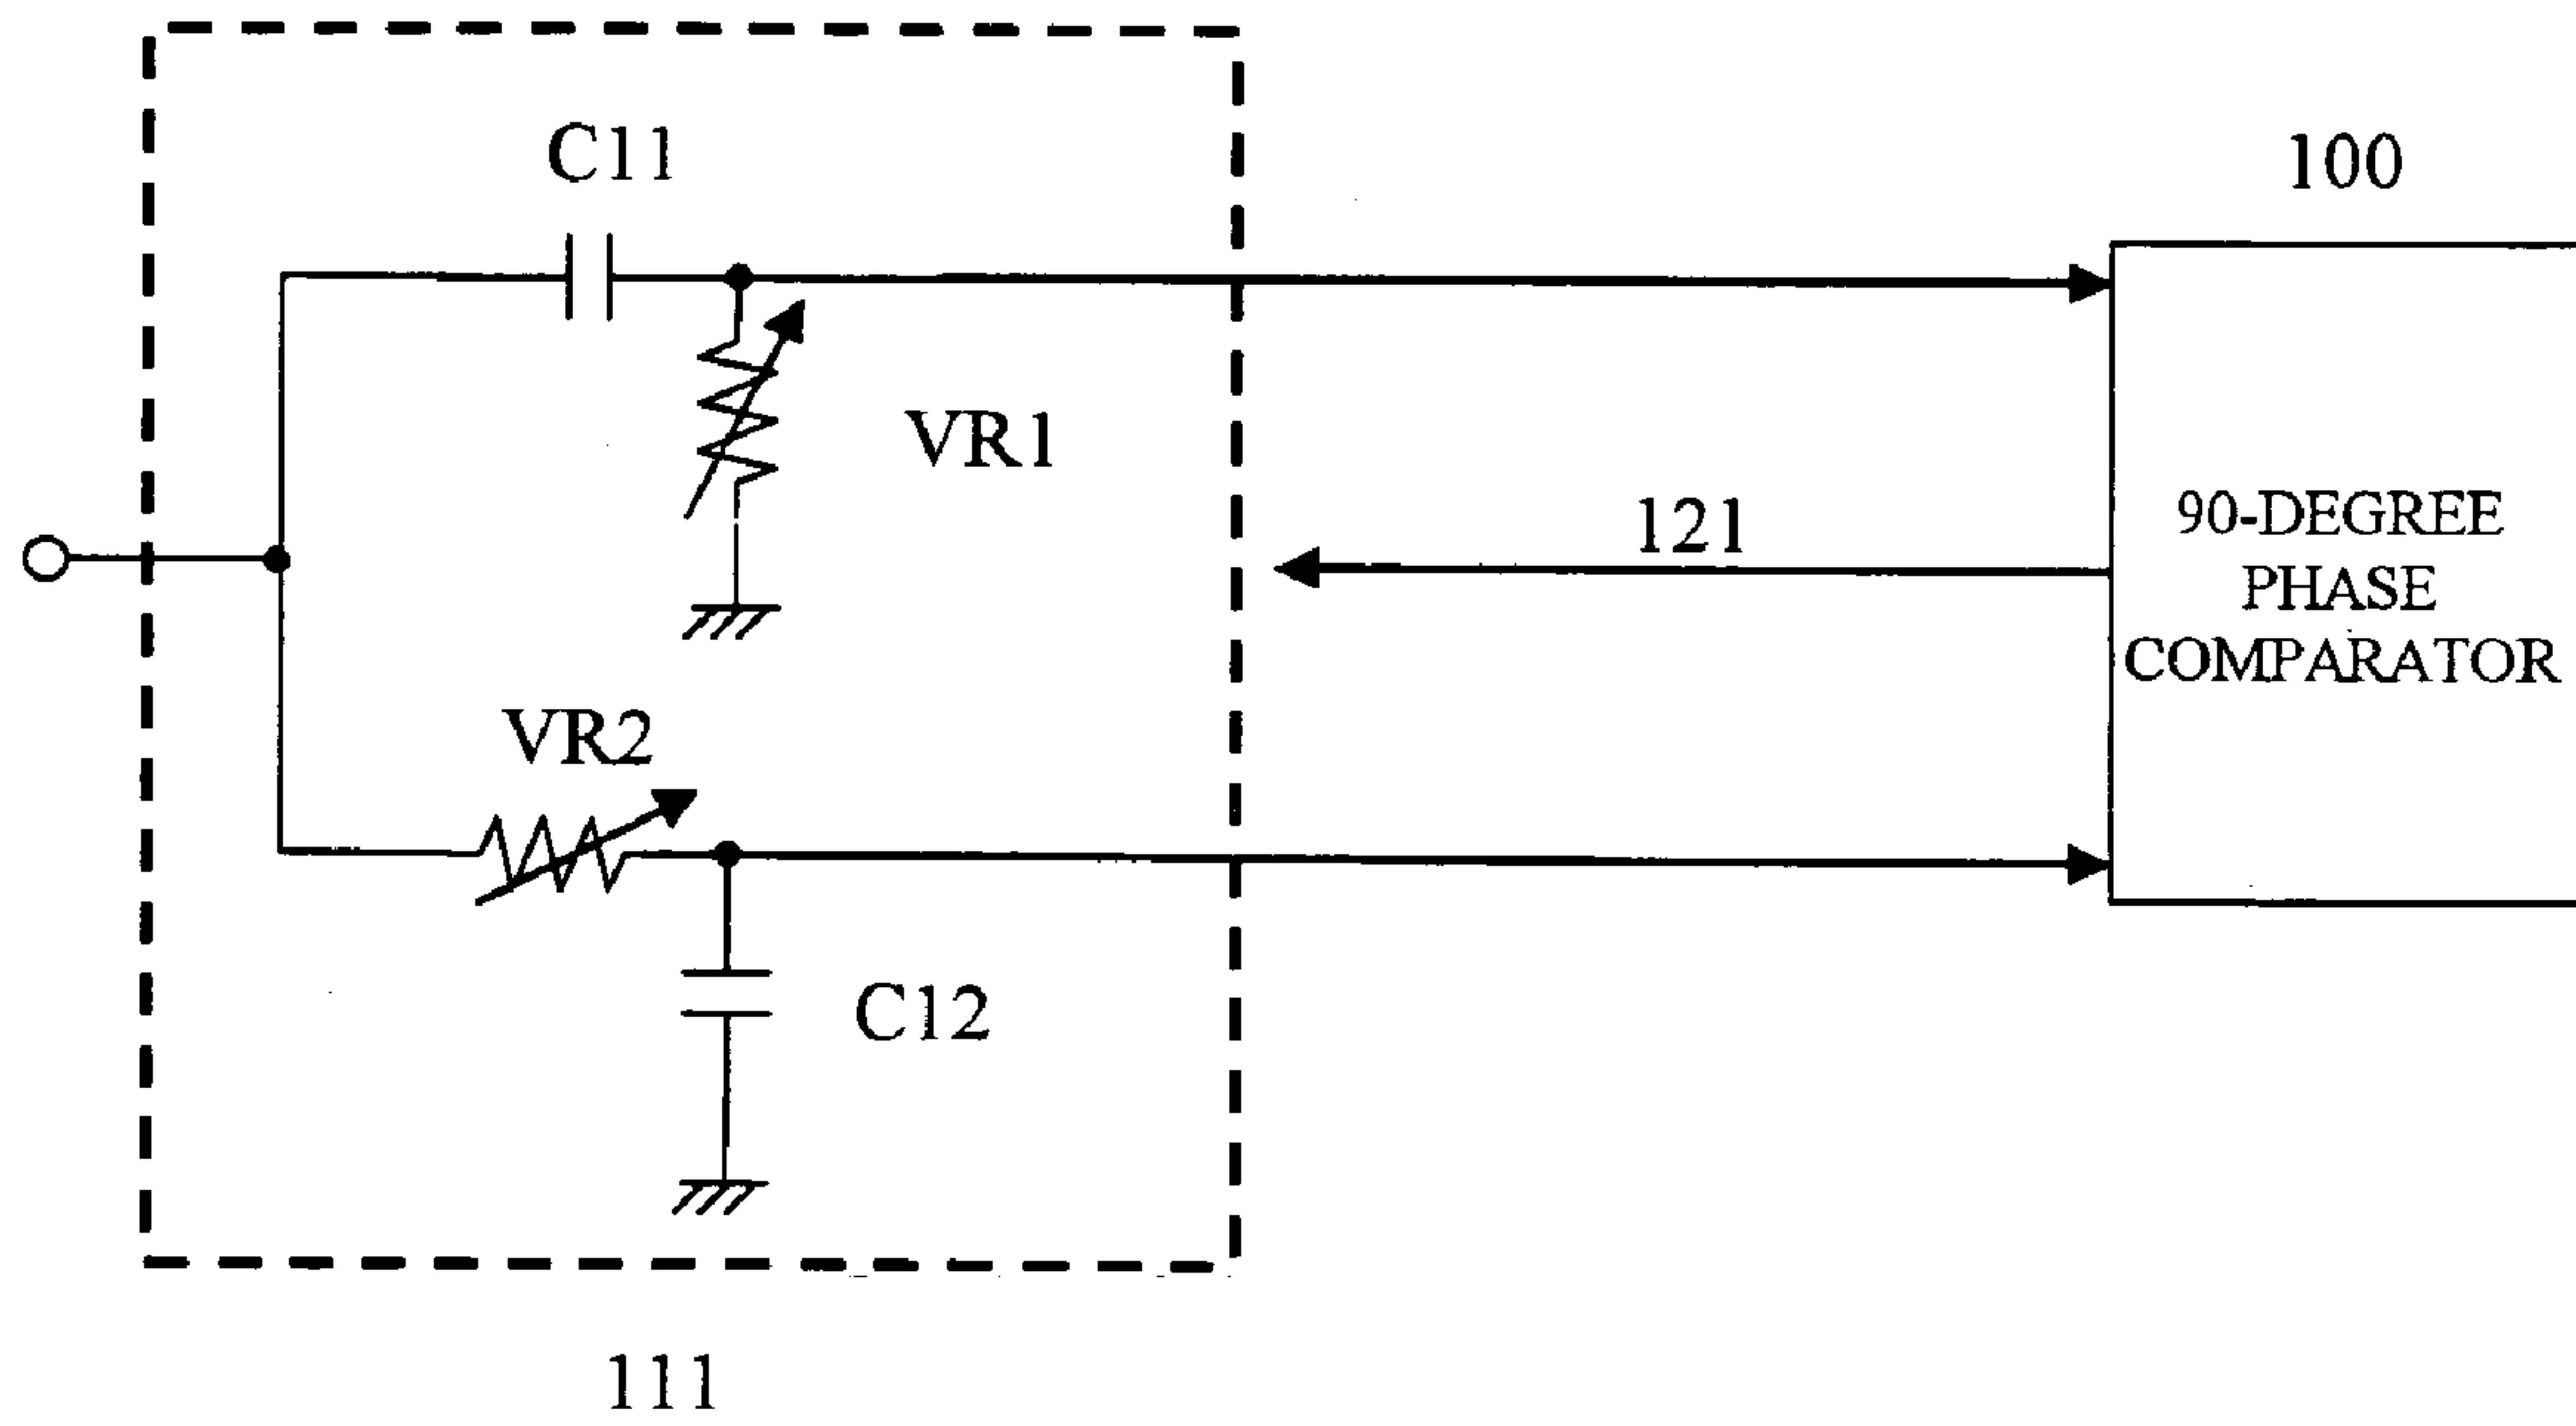 C11
100
VR1
121
90-DEGREE
PHASE
COMPARATOR
VR2
C12
111